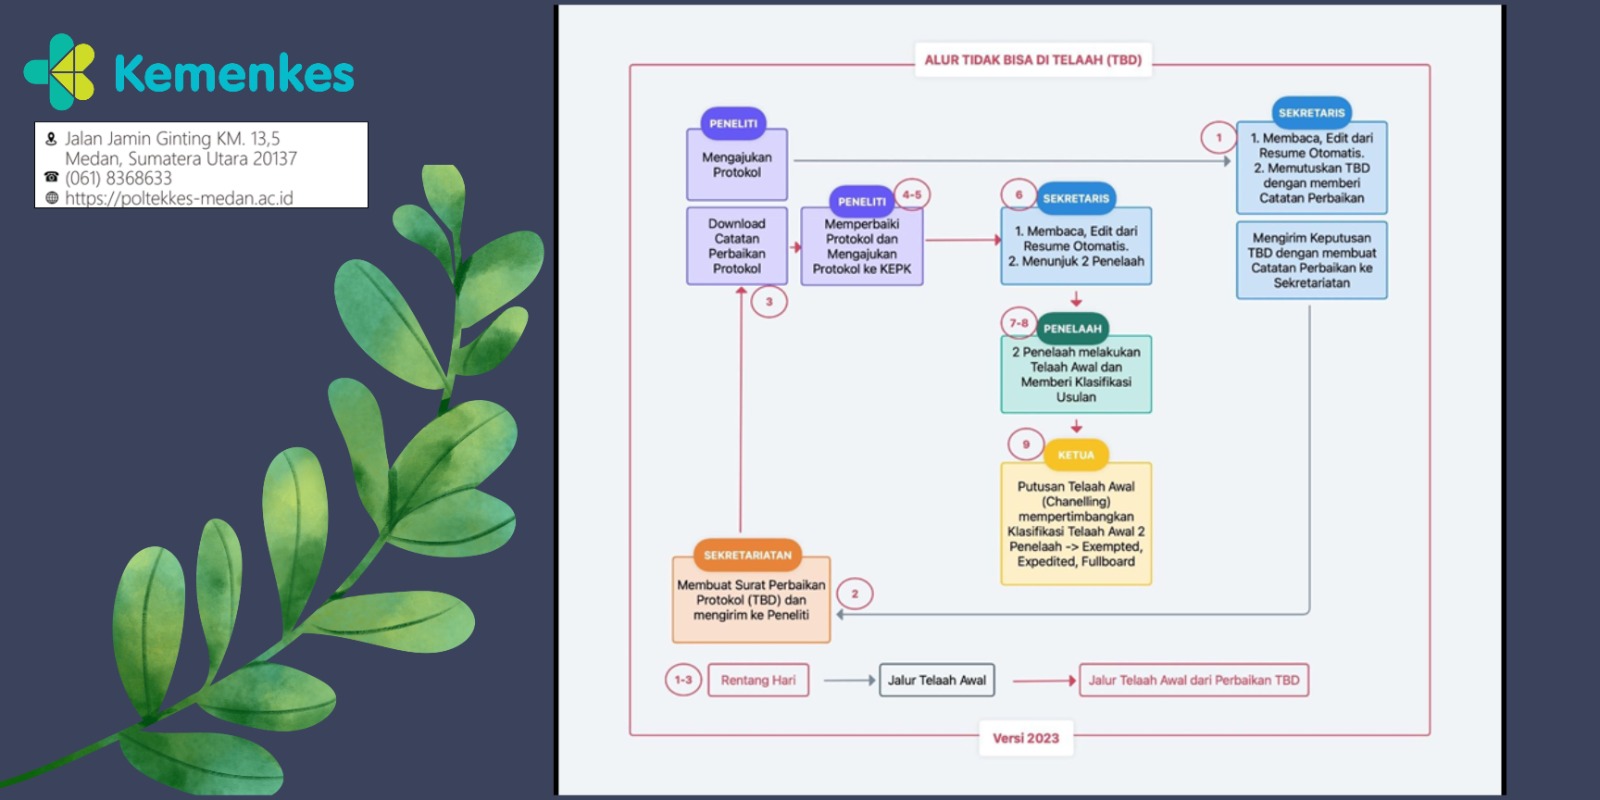 Kemenkes
Jalan Jamin Ginting KM. 13,5
Medan, Sumatera Utara 20137
(061) 8368633
https://poltekkes-medan.ac.id
ALUR TIDAK BISA DI TELAAH (TBD)
PENELITI
Mengajukan
Protokol
Download
Catatan
Perbaikan
Protokol
3
PENELITI
4-5
Memperbaiki
Protokol dan
Mengajukan
Protokol ke KEPK
6
SEKRETARIS
1. Membaca, Edit dari
Resume Otomatis.
2. Menunjuk 2 Penelaah
1
SEKRETARIS
1. Membaca, Edit dari
Resume Otomatis.
2. Memutuskan TBD
dengan memberi
Catatan Perbaikan
Mengirim Keputusan
TBD dengan membuat
Catatan Perbaikan ke
Sekretariatan
7-8
PENELAAH
2 Penelaah melakukan
Telaah Awal dan
Memberi Klasifikasi
Usulan
9
KETUA
Putusan Telaah Awal
(Chanelling)
mempertimbangkan
Klasifikasi Telaah Awal 2
Penelaah -> Exempted,
Expedited, Fullboard
SEKRETARIATAN
Membuat Surat Perbaikan
Protokol (TBD) dan
mengirim ke Peneliti
2
1-3
Rentang Hari
Jalur Telaah Awal
Jalur Telaah Awal dari Perbaikan TBD
Versi 2023